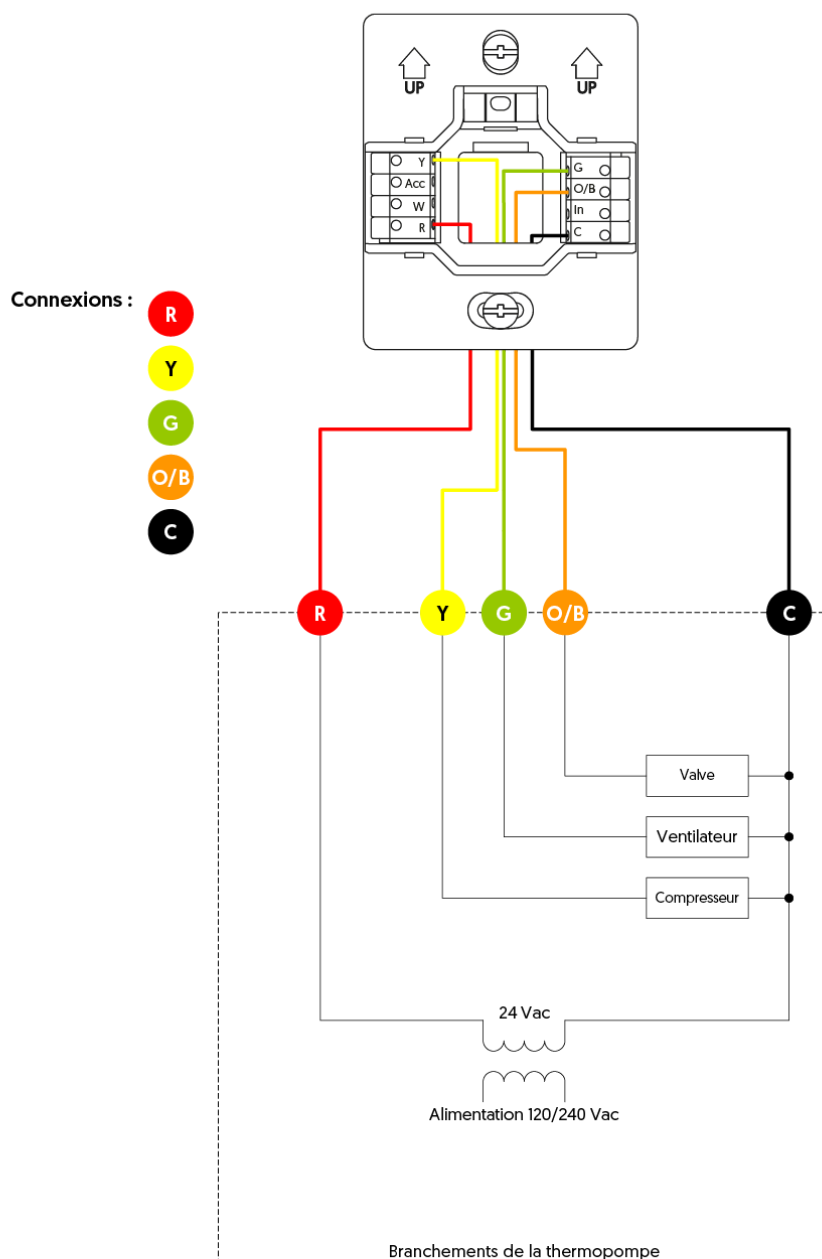 UP
UP
Y
Acc
W
R
G
O/B
In
C
Connexions :
R
Y
G
O/B
C
R
Y
G
O/B
C
Valve
Ventilateur
Compresseur
24 Vac
Alimentation 120/240 Vac
Branchements de la thermopompe